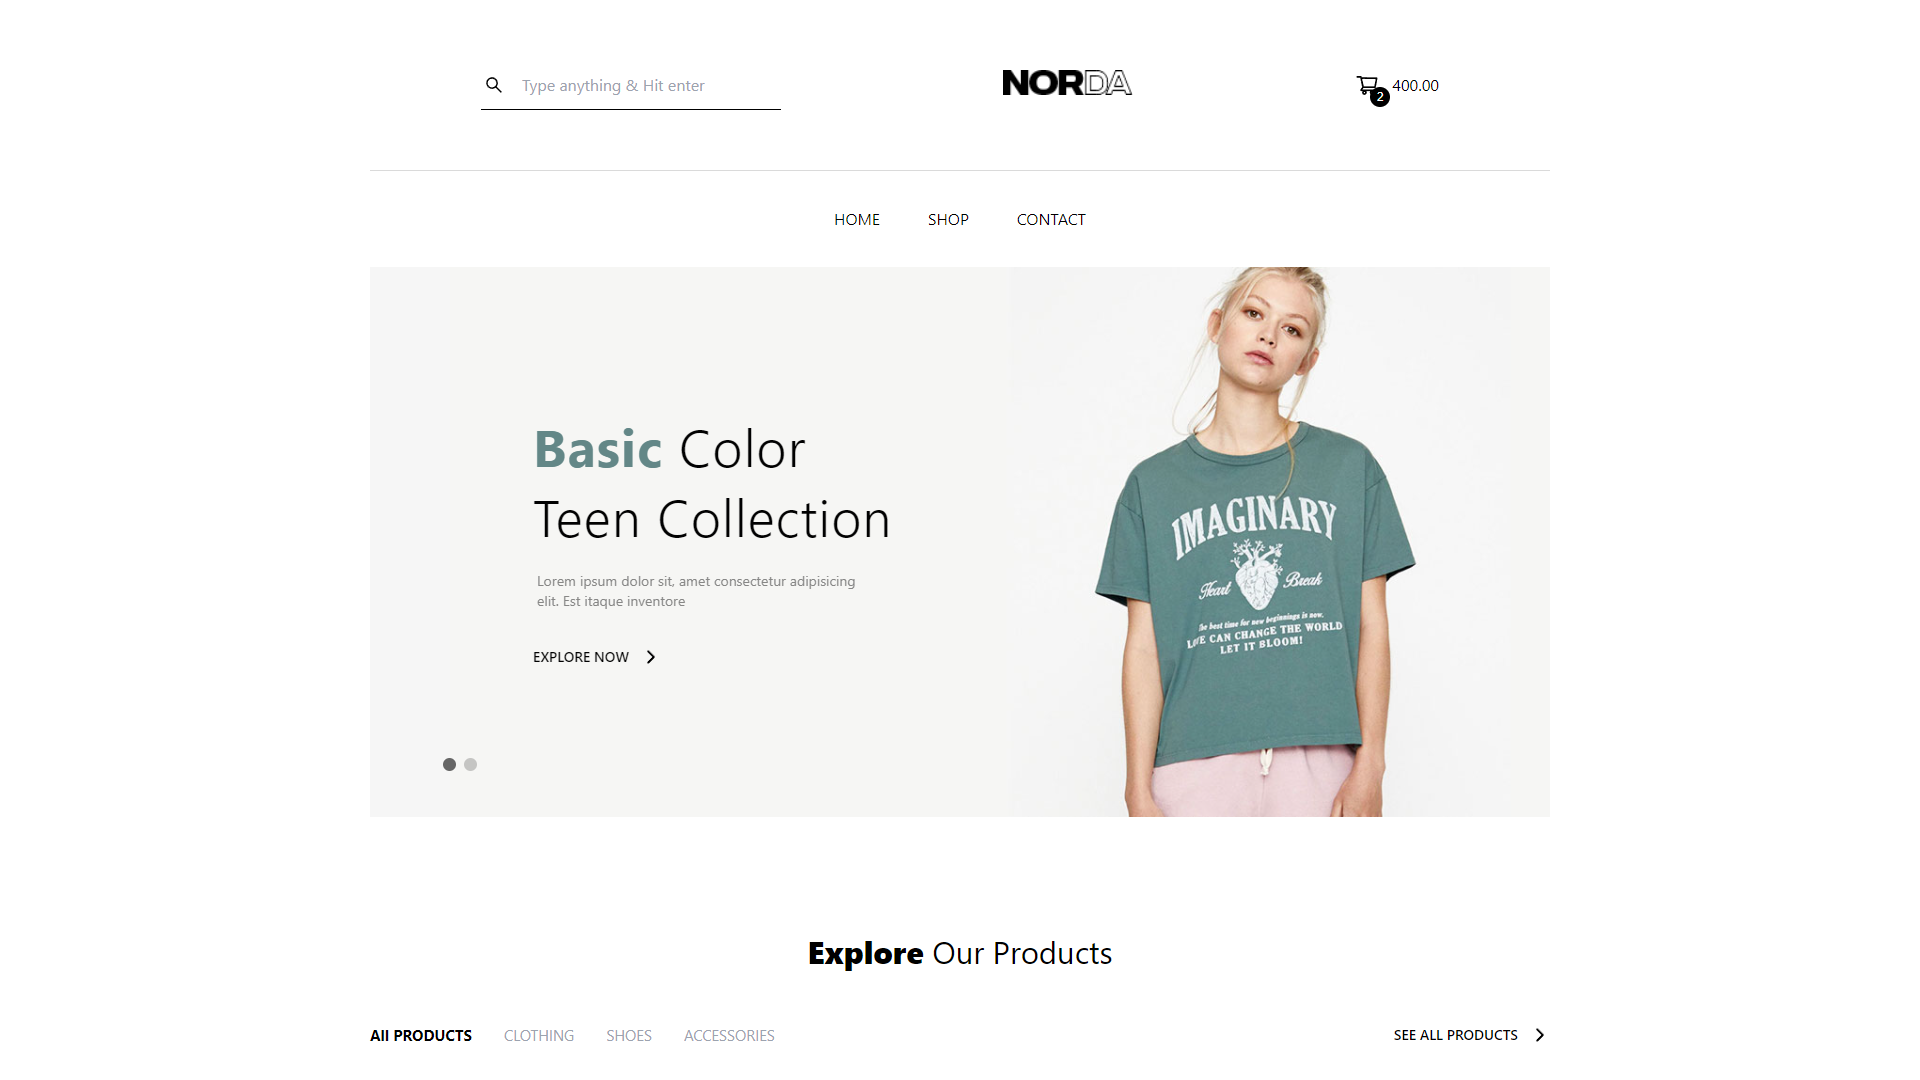 Type anything & Hit enter
NORDA
2
400.00
HOME
SHOP
CONTACT
Basic Color
Teen Collection
Lorem ipsum dolor sit, amet consectetur adipisicing
elit. Est itaque inventore
EXPLORE NOW
IMAGINARY
Heart Break
The best time for new beginnings is now.
LOVE CAN CHANGE THE WORLD
LET IT BLOOM!
Explore Our Products
All PRODUCTS
CLOTHING
SHOES
ACCESSORIES
SEE ALL PRODUCTS